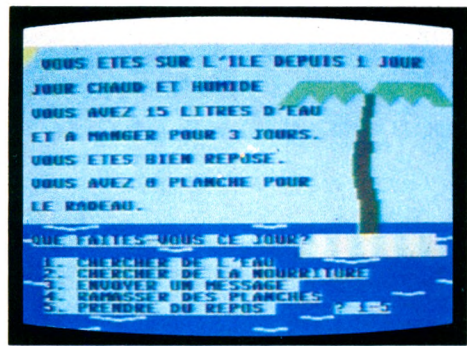 VOUS ETES SUR L'ILE DEPUIS 1 JOUR
JOUR CHAUD ET HUMIDE
VOUS AVEZ 15 LITRES D'EAU
ET A MANGER POUR 3 JOURS.
VOUS ETES BIEN REPOSE.
VOUS AVEZ 0 PLANCHE POUR
LE RADEAU.
QUE FAITES VOUS CE JOUR?
1. CHERCHER DE L'EAU
2. CHERCHER DE LA NOURRITURE
3. ENVOYER UN MESSAGE
4. RAMASSER DES PLANCHES
5. PRENDRE DU REPOS ? 1-5